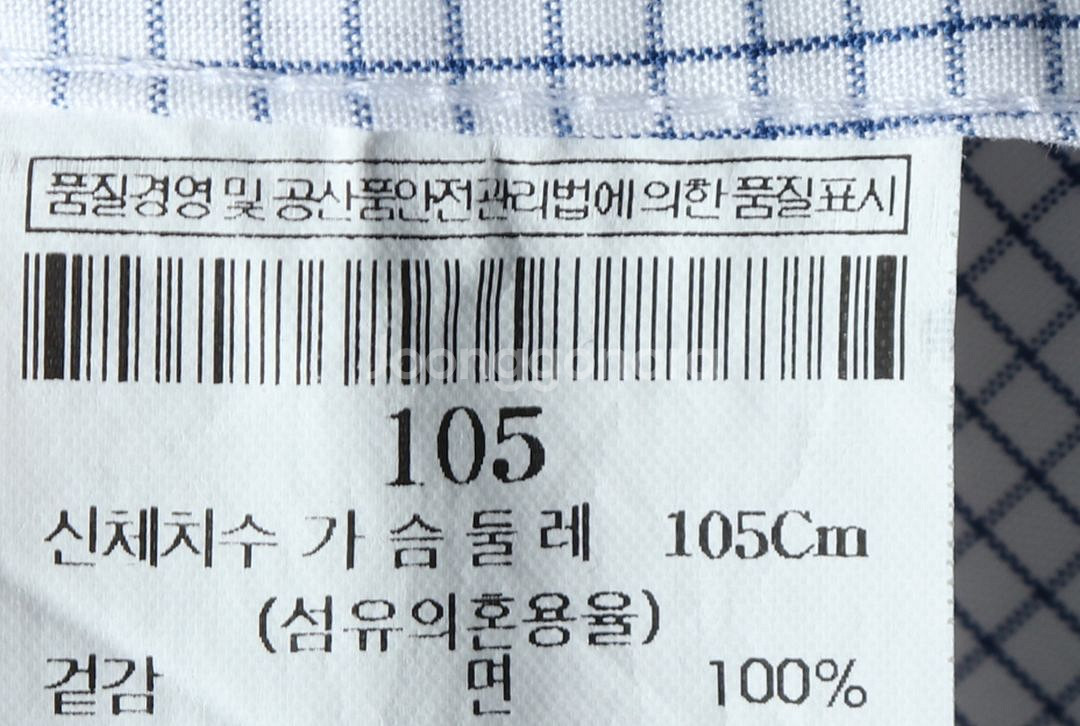 품질경영 및 공산품안전관리법에 의한 품질표시
Joonggonara
105
신체치수 가슴둘레 105Cm
(섬유의혼용율)
겉감 면 100%